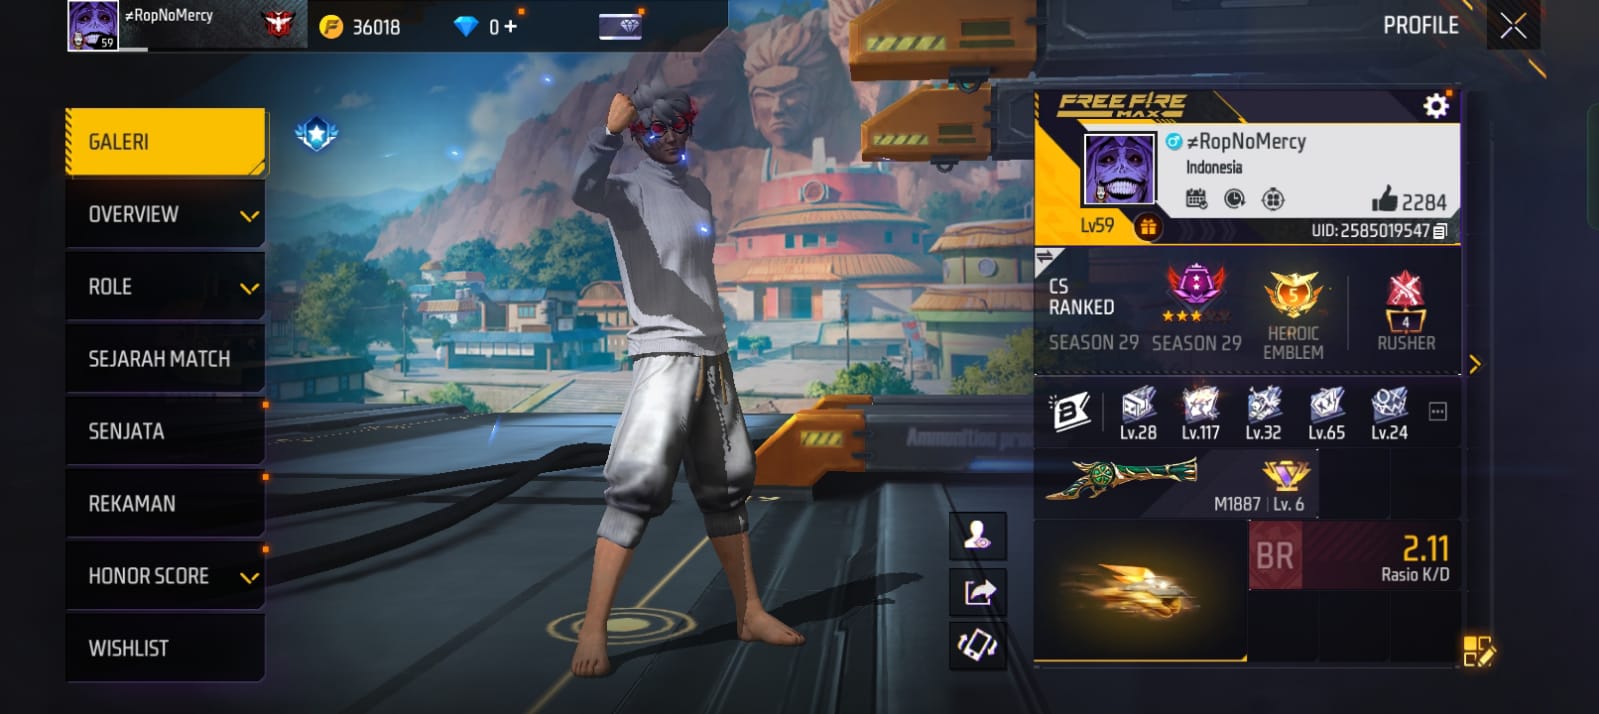 ≠RopNoMercy
59
36018
0 +
PROFILE
GALERI
OVERVIEW
ROLE
SEJARAH MATCH
SENJATA
REKAMAN
HONOR SCORE
WISHLIST
FREE FIRE
MAX
≠RopNoMercy
Indonesia
2284
Lv59
UID: 2585019547
CS
RANKED
SEASON 29
SEASON 29
5
HEROIC
EMBLEM
4
RUSHER
Lv.28
Lv.117
Lv.32
Lv.65
Lv.24
M1887 | Lv. 6
BR
2.11
Rasio K/D